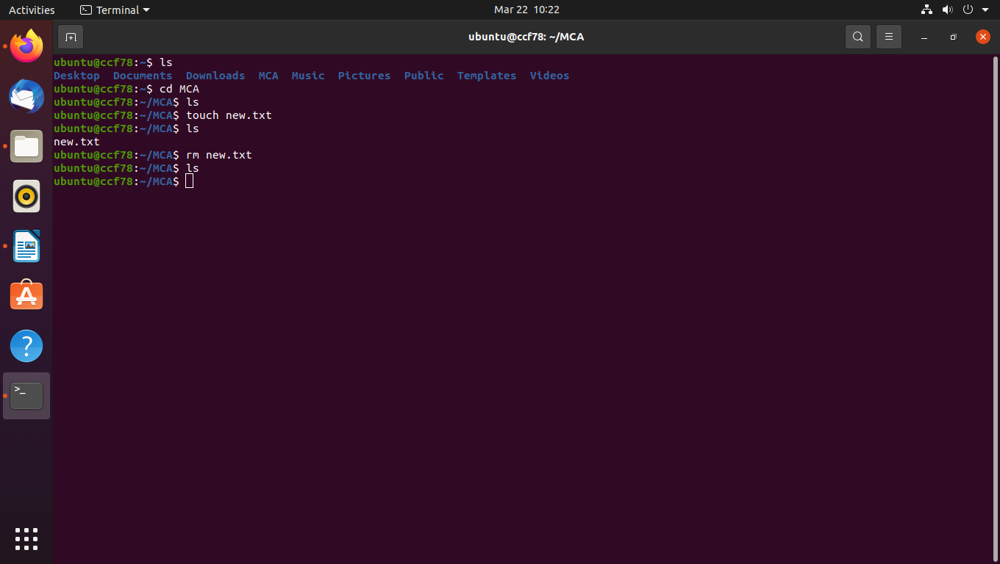 Activities Terminal Mar 22 10:22
ubuntu@ccf78: ~/MCA
ubuntu@ccf78:~$ ls
Desktop Documents Downloads MCA Music Pictures Public Templates Videos
ubuntu@ccf78:~$ cd MCA
ubuntu@ccf78:~/MCA$ ls
ubuntu@ccf78:~/MCA$ touch new.txt
ubuntu@ccf78:~/MCA$ ls
new.txt
ubuntu@ccf78:~/MCA$ rm new.txt
ubuntu@ccf78:~/MCA$ ls
ubuntu@ccf78:~/MCA$